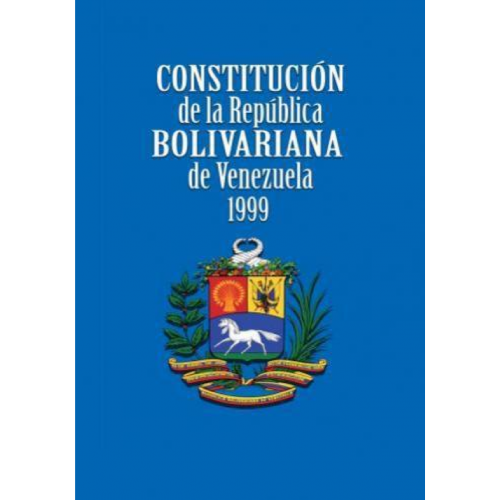 CONSTITUCIÓN
de la República
BOLIVARIANA
de Venezuela
1999